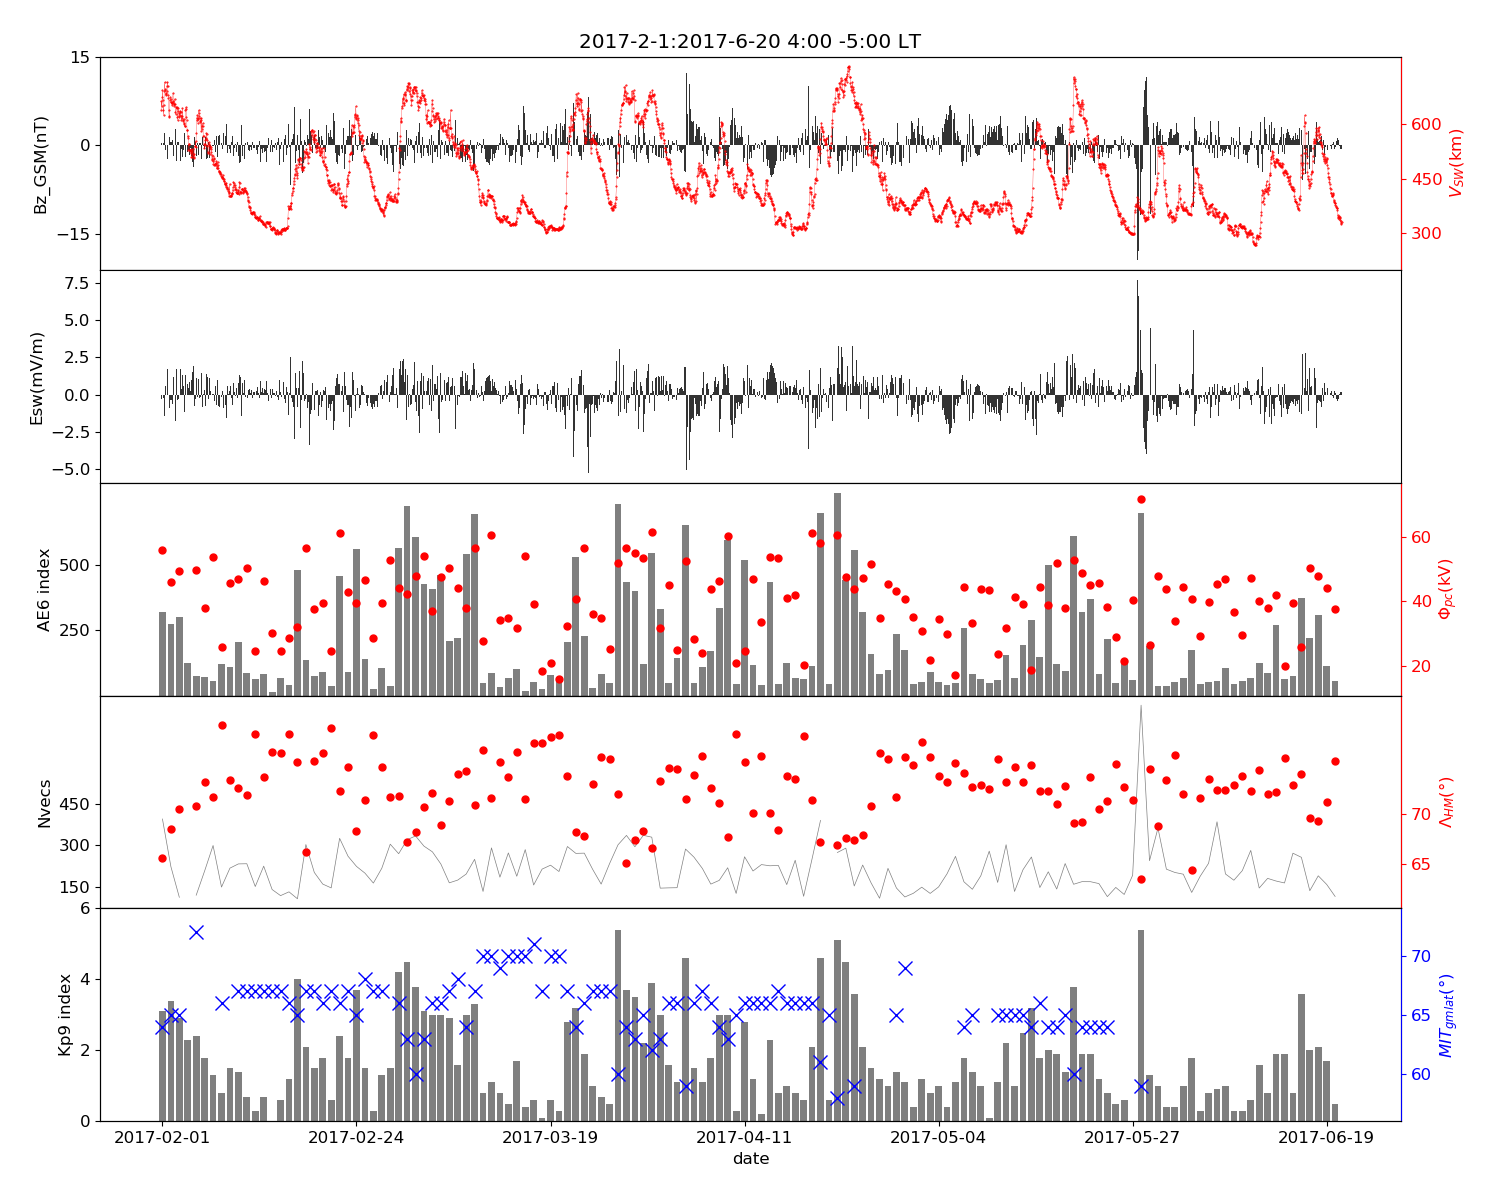 2017-2-1:2017-6-20 4:00 -5:00 LT
15
0
−15
Bz_GSM(nT)
600
450
300
V_SW(km)
7.5
5.0
2.5
0.0
−2.5
−5.0
Esw(mV/m)
500
250
AE6 index
60
40
20
Φ_pc(kV)
450
300
150
Nvecs
70
65
Λ_HM(°)
6
4
2
0
Kp9 index
70
65
60
MIT_gmlat(°)
2017-02-01 2017-02-24 2017-03-19 2017-04-11 2017-05-04 2017-05-27 2017-06-19
date